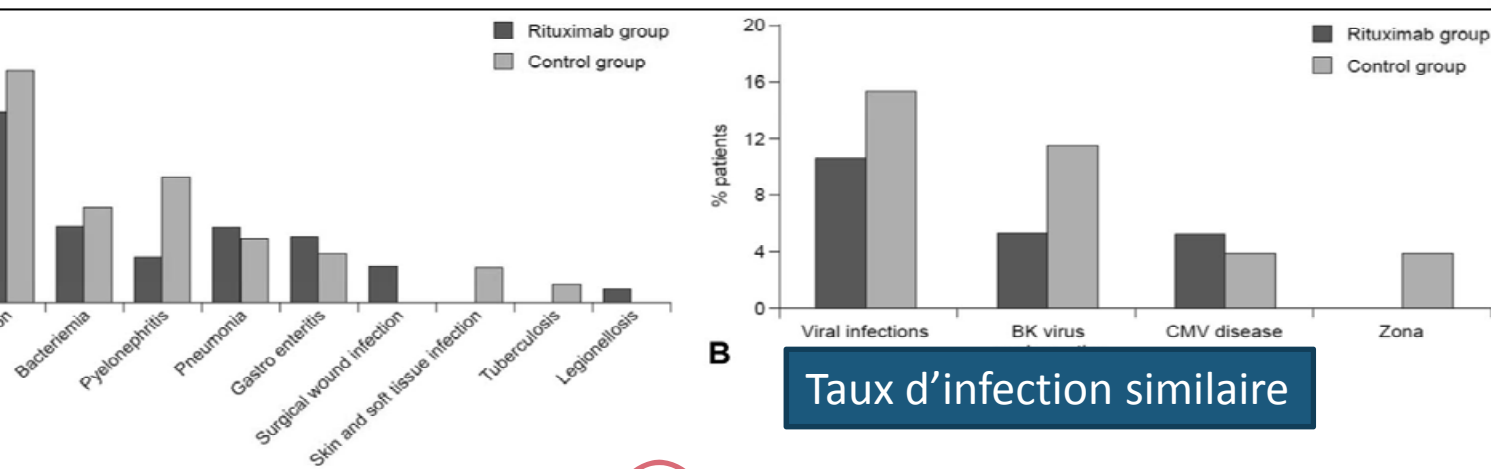 Rituximab group
Control group
Bacteriemia
Pyelonephritis
Pneumonia
Gastro enteritis
Surgical wound infection
Skin and soft tissue infection
Tuberculosis
Legionellosis
20
16
12
8
4
0
% patients
Rituximab group
Control group
Viral infections
BK virus
CMV disease
Zona
B
Taux d’infection similaire